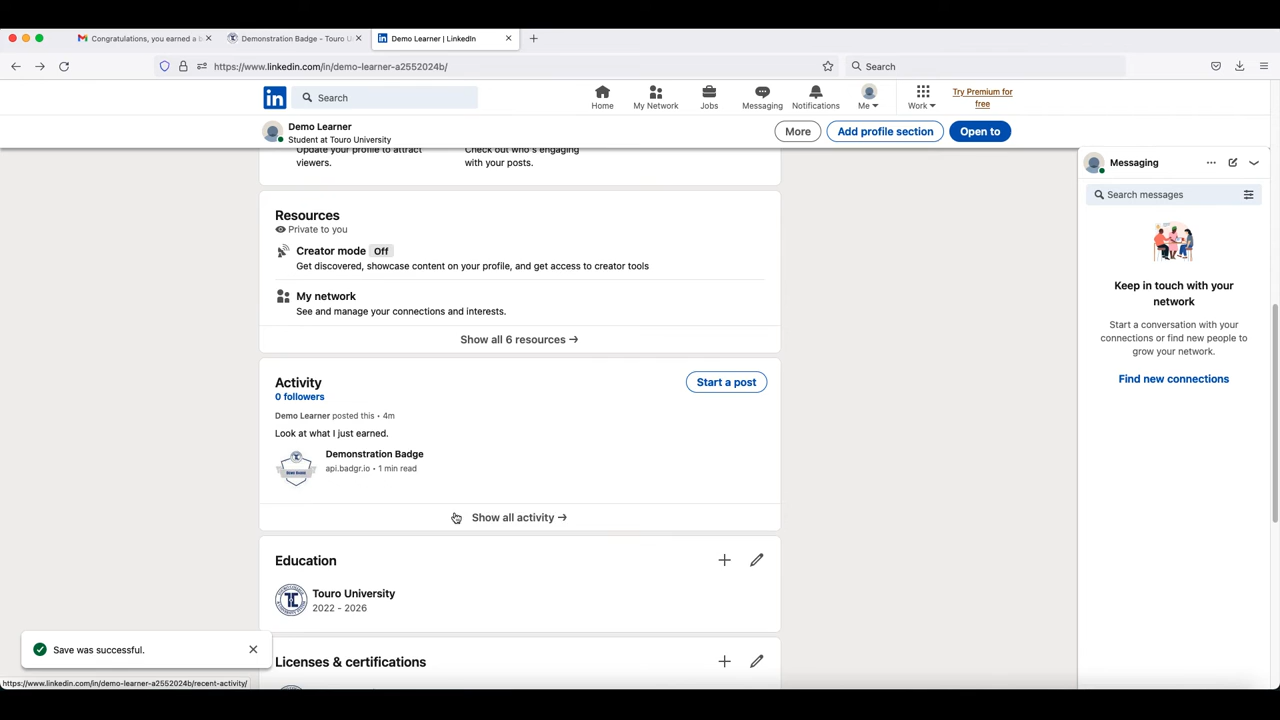 Congratulations, you earned a b
Demonstration Badge - Touro U
Demo Learner | LinkedIn
https://www.linkedin.com/in/demo-learner-a2552024b/
Search
in
Search
Home
My Network
Jobs
Messaging
Notifications
Me
Work
Try Premium for
free
Demo Learner
Student at Touro University
More
Add profile section
Open to
Update your profile to attract
viewers.
Check out who's engaging
with your posts.
Resources
Private to you
Creator mode Off
Get discovered, showcase content on your profile, and get access to creator tools
My network
See and manage your connections and interests.
Show all 6 resources →
Activity
0 followers
Start a post
Demo Learner posted this • 4m
Look at what I just earned.
Demonstration Badge
api.badgr.io • 1 min read
Show all activity →
Education
Touro University
2022 - 2026
Licenses & certifications
Messaging
Search messages
Keep in touch with your
network
Start a conversation with your
connections or find new people to
grow your network.
Find new connections
Save was successful.
https://www.linkedin.com/in/demo-learner-a2552024b/recent-activity/